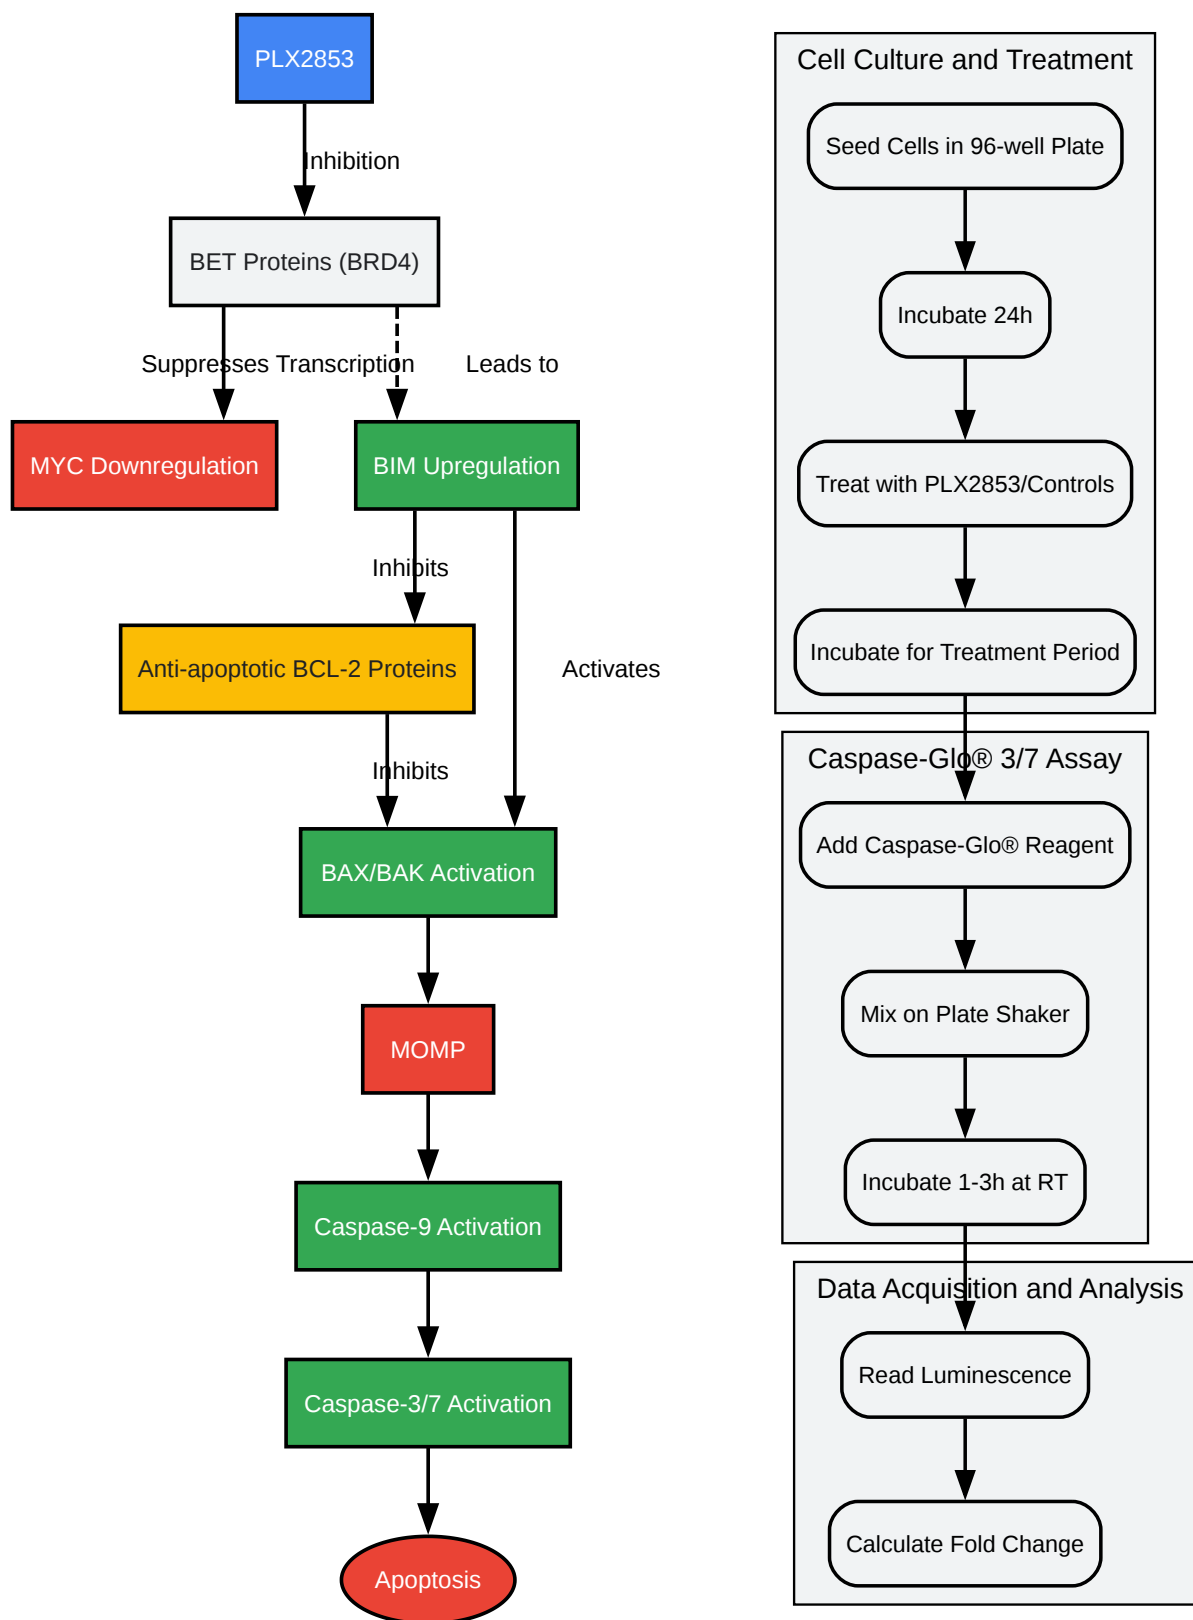 PLX2853
Inhibition
BET Proteins (BRD4)
Suppresses Transcription
Leads to
MYC Downregulation
BIM Upregulation
Inhibits
Anti-apoptotic BCL-2 Proteins
Activates
Inhibits
BAX/BAK Activation
MOMP
Caspase-9 Activation
Caspase-3/7 Activation
Apoptosis
Cell Culture and Treatment
Seed Cells in 96-well Plate
Incubate 24h
Treat with PLX2853/Controls
Incubate for Treatment Period
Caspase-Glo® 3/7 Assay
Add Caspase-Glo® Reagent
Mix on Plate Shaker
Incubate 1-3h at RT
Data Acquisition and Analysis
Read Luminescence
Calculate Fold Change